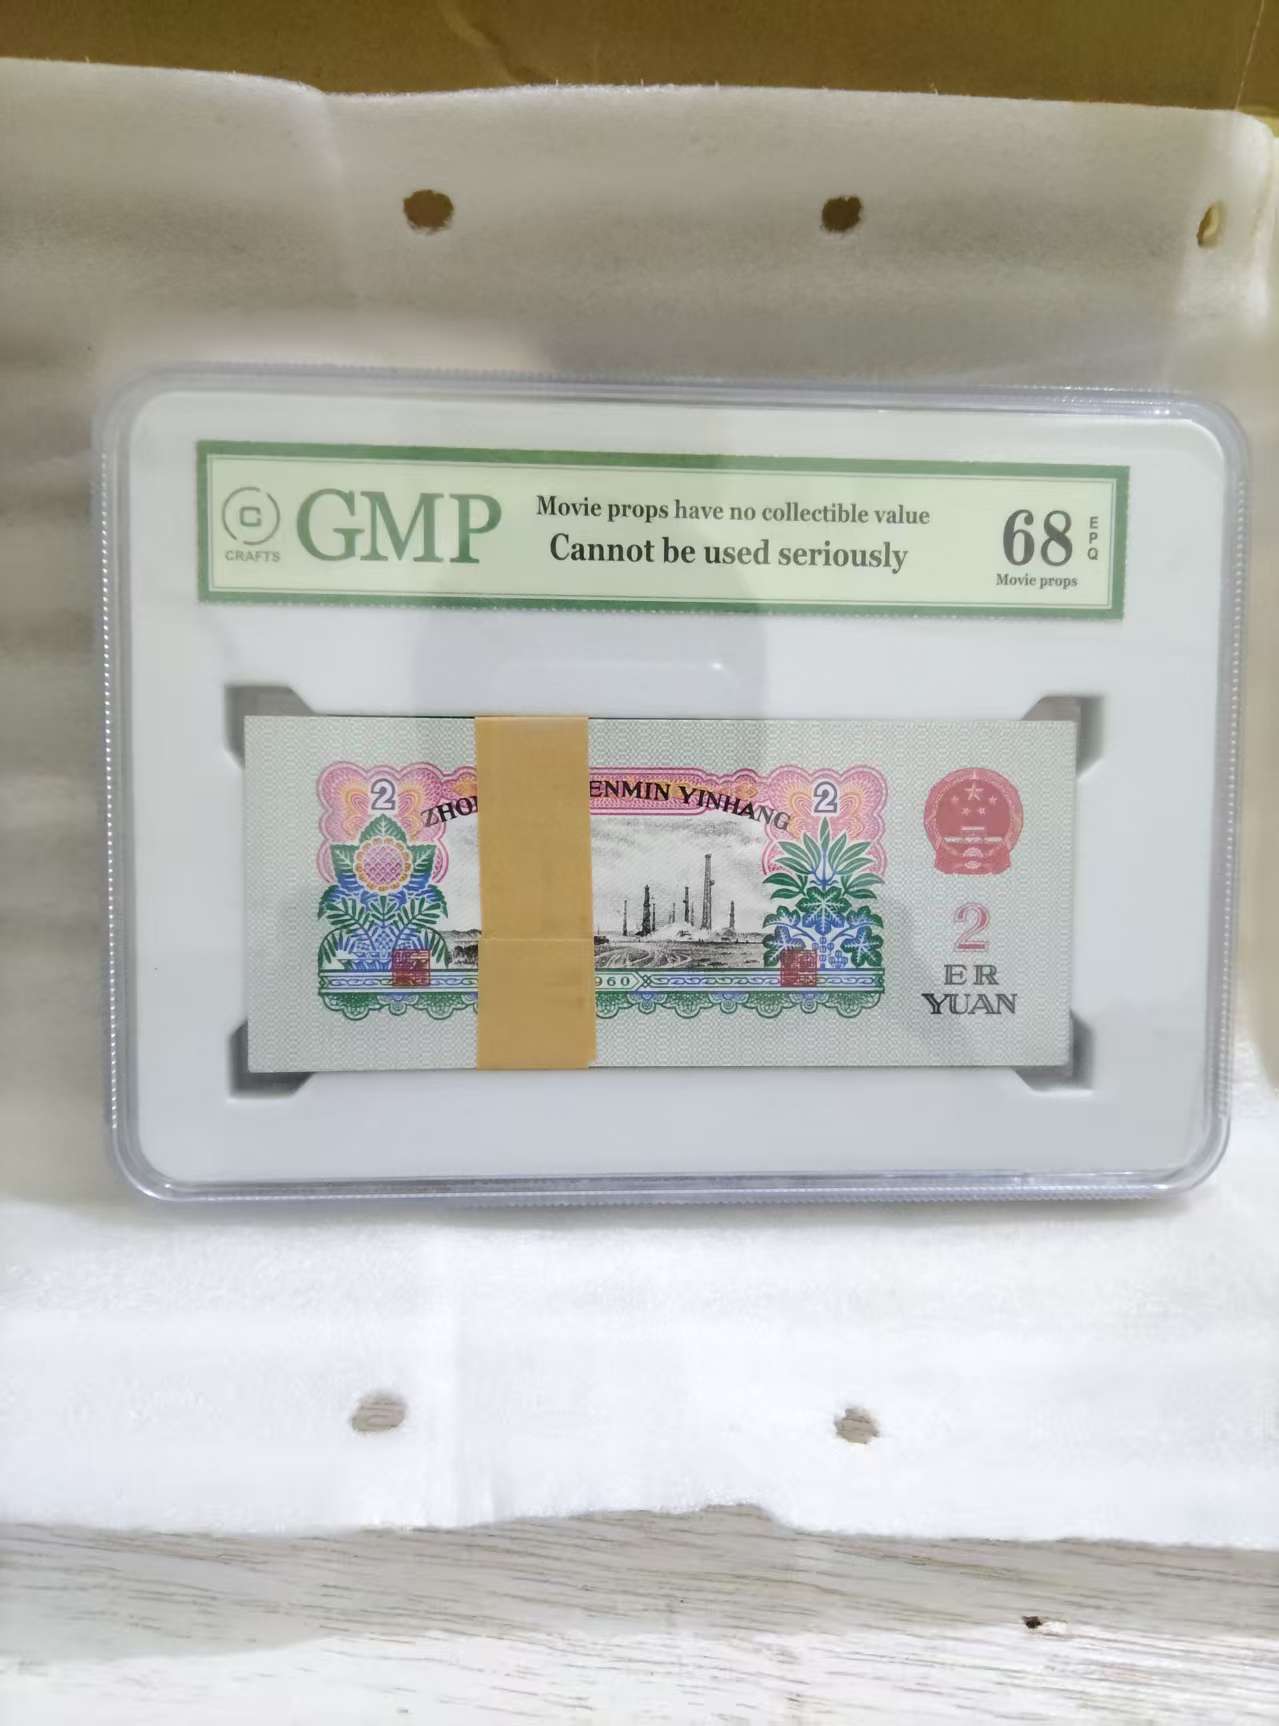 C
CRAFTS
GMP
Movie props have no collectible value
Cannot be used seriously
68
EPQ
Movie props
2
ENMIN YINHANG
2
960
2
ER
YUAN